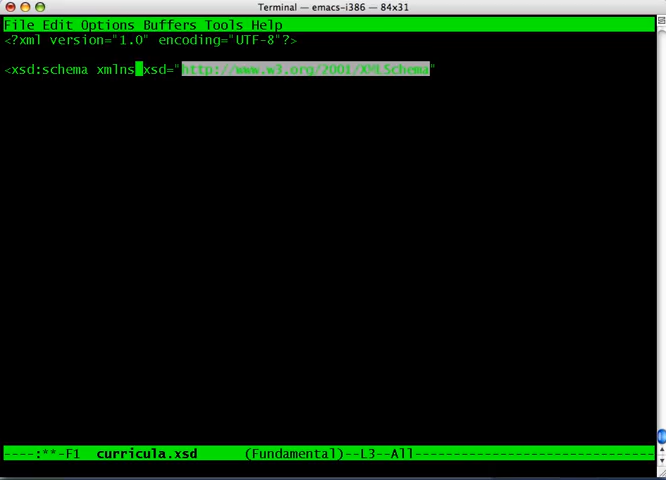 Terminal — emacs-i386 — 84x31
File Edit Options Buffers Tools Help
<?xml version="1.0" encoding="UTF-8"?>
<xsd:schema xmlns xsd="http://www.w3.org/2001/XMLSchema"
----:**-F1 curricula.xsd (Fundamental)--L3--All-------------------------------